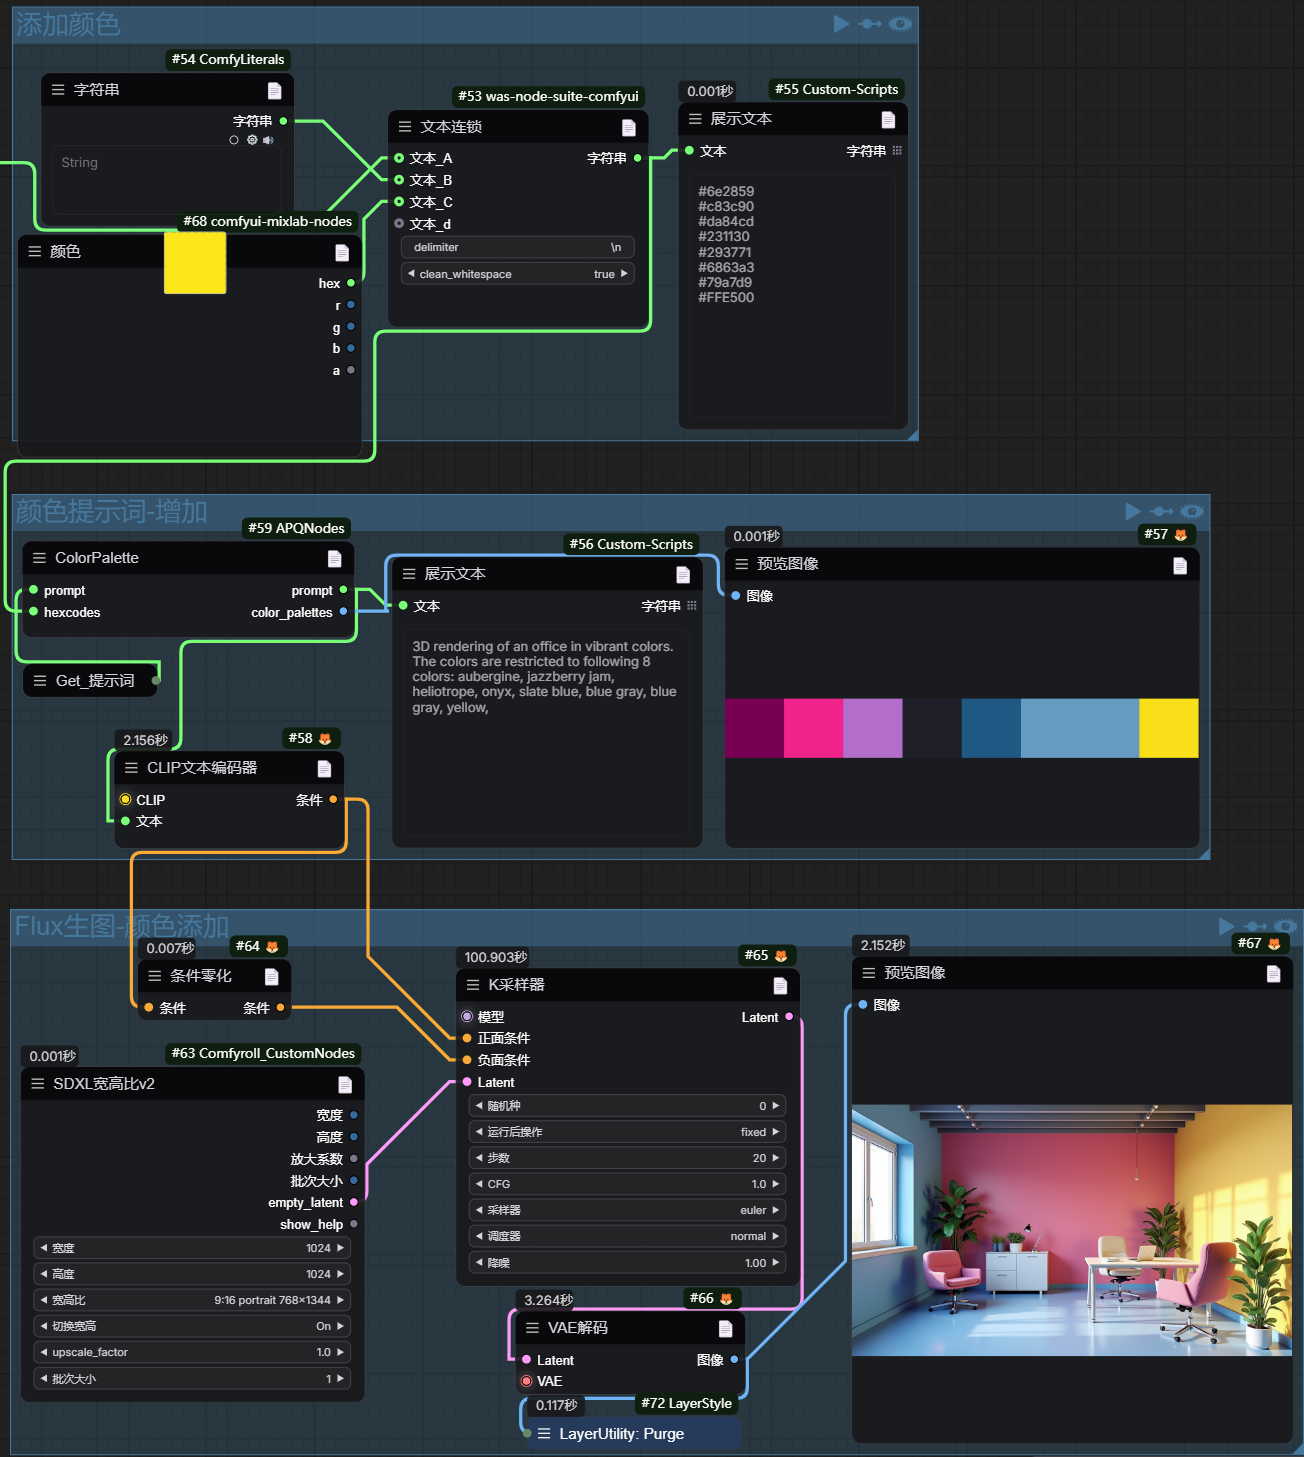 添加颜色
#54 ComfyLiterals
字符串
字符串
String
#53 was-node-suite-comfyui
文本连锁
文本_A
字符串
文本_B
文本_C
文本_d
delimiter
\n
clean_whitespace
true
0.001秒
#55 Custom-Scripts
展示文本
文本
字符串
#6e2859
#c83c90
#da84cd
#231130
#293771
#6863a3
#79a7d9
#FFE500
#68 comfyui-mixlab-nodes
颜色
hex
r
g
b
a
颜色提示词-增加
#59 APQNodes
ColorPalette
prompt
prompt
hexcodes
color_palettes
Get_提示词
#56 Custom-Scripts
展示文本
文本
字符串
3D rendering of an office in vibrant colors.
The colors are restricted to following 8
colors: aubergine, jazzberry jam,
heliotrope, onyx, slate blue, blue gray, blue
gray, yellow,
0.001秒
#57
预览图像
图像
2.156秒
#58
CLIP文本编码器
CLIP
条件
文本
Flux生图-颜色添加
0.007秒
#64
条件零化
条件
条件
0.001秒
#63 Comfyroll_CustomNodes
SDXL宽高比v2
宽度
高度
放大系数
批次大小
empty_latent
show_help
宽度
1024
高度
1024
宽高比
9:16 portrait 768x1344
切换宽高
On
upscale_factor
1.0
批次大小
1
100.903秒
#65
K采样器
模型
Latent
正面条件
负面条件
Latent
随机种
0
运行后操作
fixed
步数
20
CFG
1.0
采样器
euler
调度器
normal
降噪
1.00
3.264秒
#66
VAE解码
Latent
图像
VAE
0.117秒
#72 LayerStyle
LayerUtility: Purge
2.152秒
#67
预览图像
图像